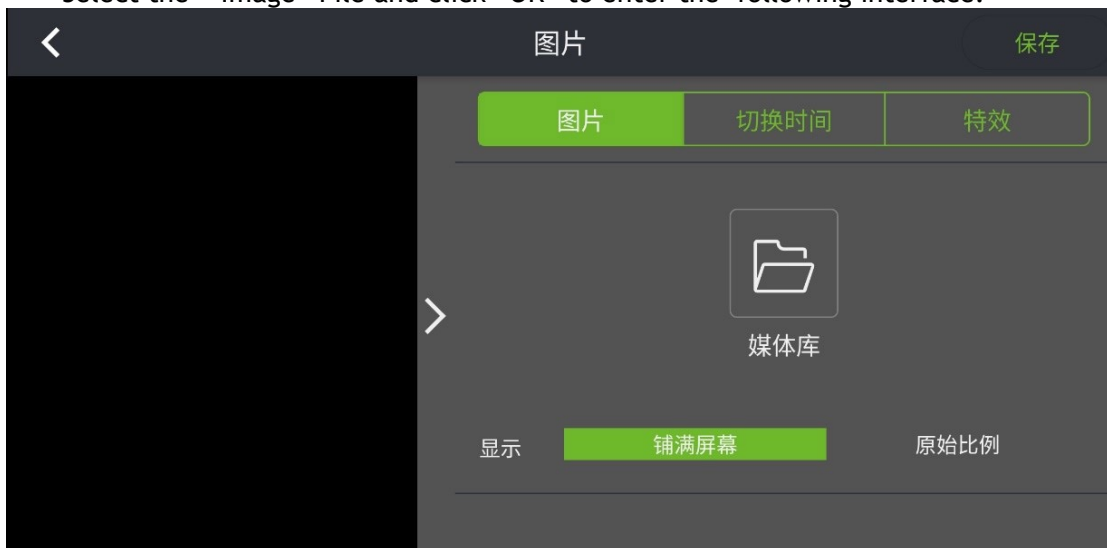 Select the "Image" File and click "OK" to enter the following interface:
图片
保存
图片 切换时间 特效
媒体库
显示 铺满屏幕 原始比例